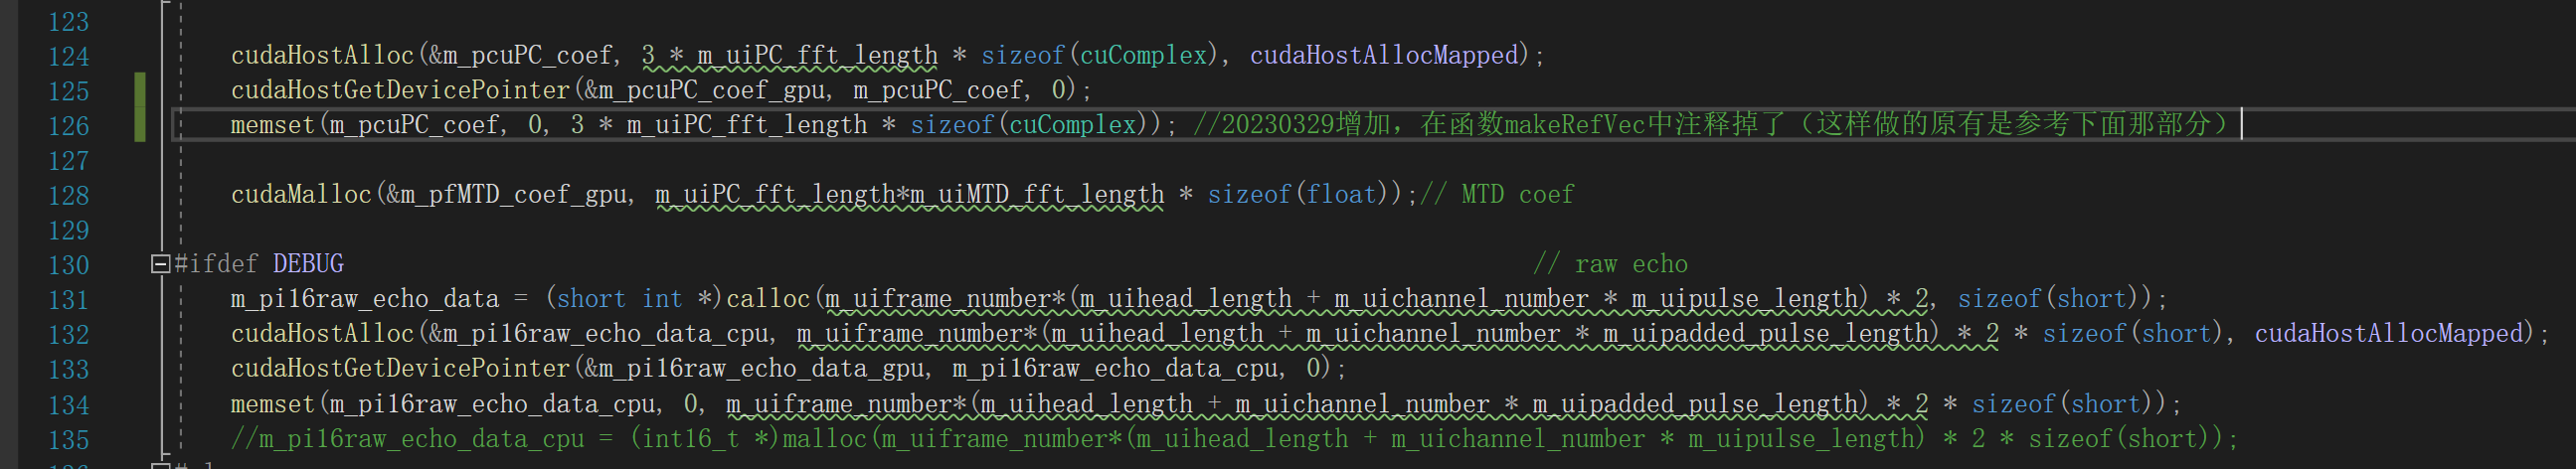 123
124 cudaHostAlloc(&m_pcuPC_coef, 3 * m_uiPC_fft_length * sizeof(cuComplex), cudaHostAllocMapped);
125 cudaHostGetDevicePointer(&m_pcuPC_coef_gpu, m_pcuPC_coef, 0);
126 memset(m_pcuPC_coef, 0, 3 * m_uiPC_fft_length * sizeof(cuComplex)); //20230329增加，在函数makeRefVec中注释掉了（这样做的原有是参考下面那部分）
127
128 cudaMalloc(&m_pfMTD_coef_gpu, m_uiPC_fft_length*m_uiMTD_fft_length * sizeof(float));// MTD coef
129
130 #ifdef DEBUG // raw echo
131 m_pi16raw_echo_data = (short int *)calloc(m_uiframe_number*(m_uihead_length + m_uichannel_number * m_uipulse_length) * 2, sizeof(short));
132 cudaHostAlloc(&m_pi16raw_echo_data_cpu, m_uiframe_number*(m_uihead_length + m_uichannel_number * m_uipadded_pulse_length) * 2 * sizeof(short), cudaHostAllocMapped);
133 cudaHostGetDevicePointer(&m_pi16raw_echo_data_gpu, m_pi16raw_echo_data_cpu, 0);
134 memset(m_pi16raw_echo_data_cpu, 0, m_uiframe_number*(m_uihead_length + m_uichannel_number * m_uipadded_pulse_length) * 2 * sizeof(short));
135 //m_pi16raw_echo_data_cpu = (int16_t *)malloc(m_uiframe_number*(m_uihead_length + m_uichannel_number * m_uipulse_length) * 2 * sizeof(short));